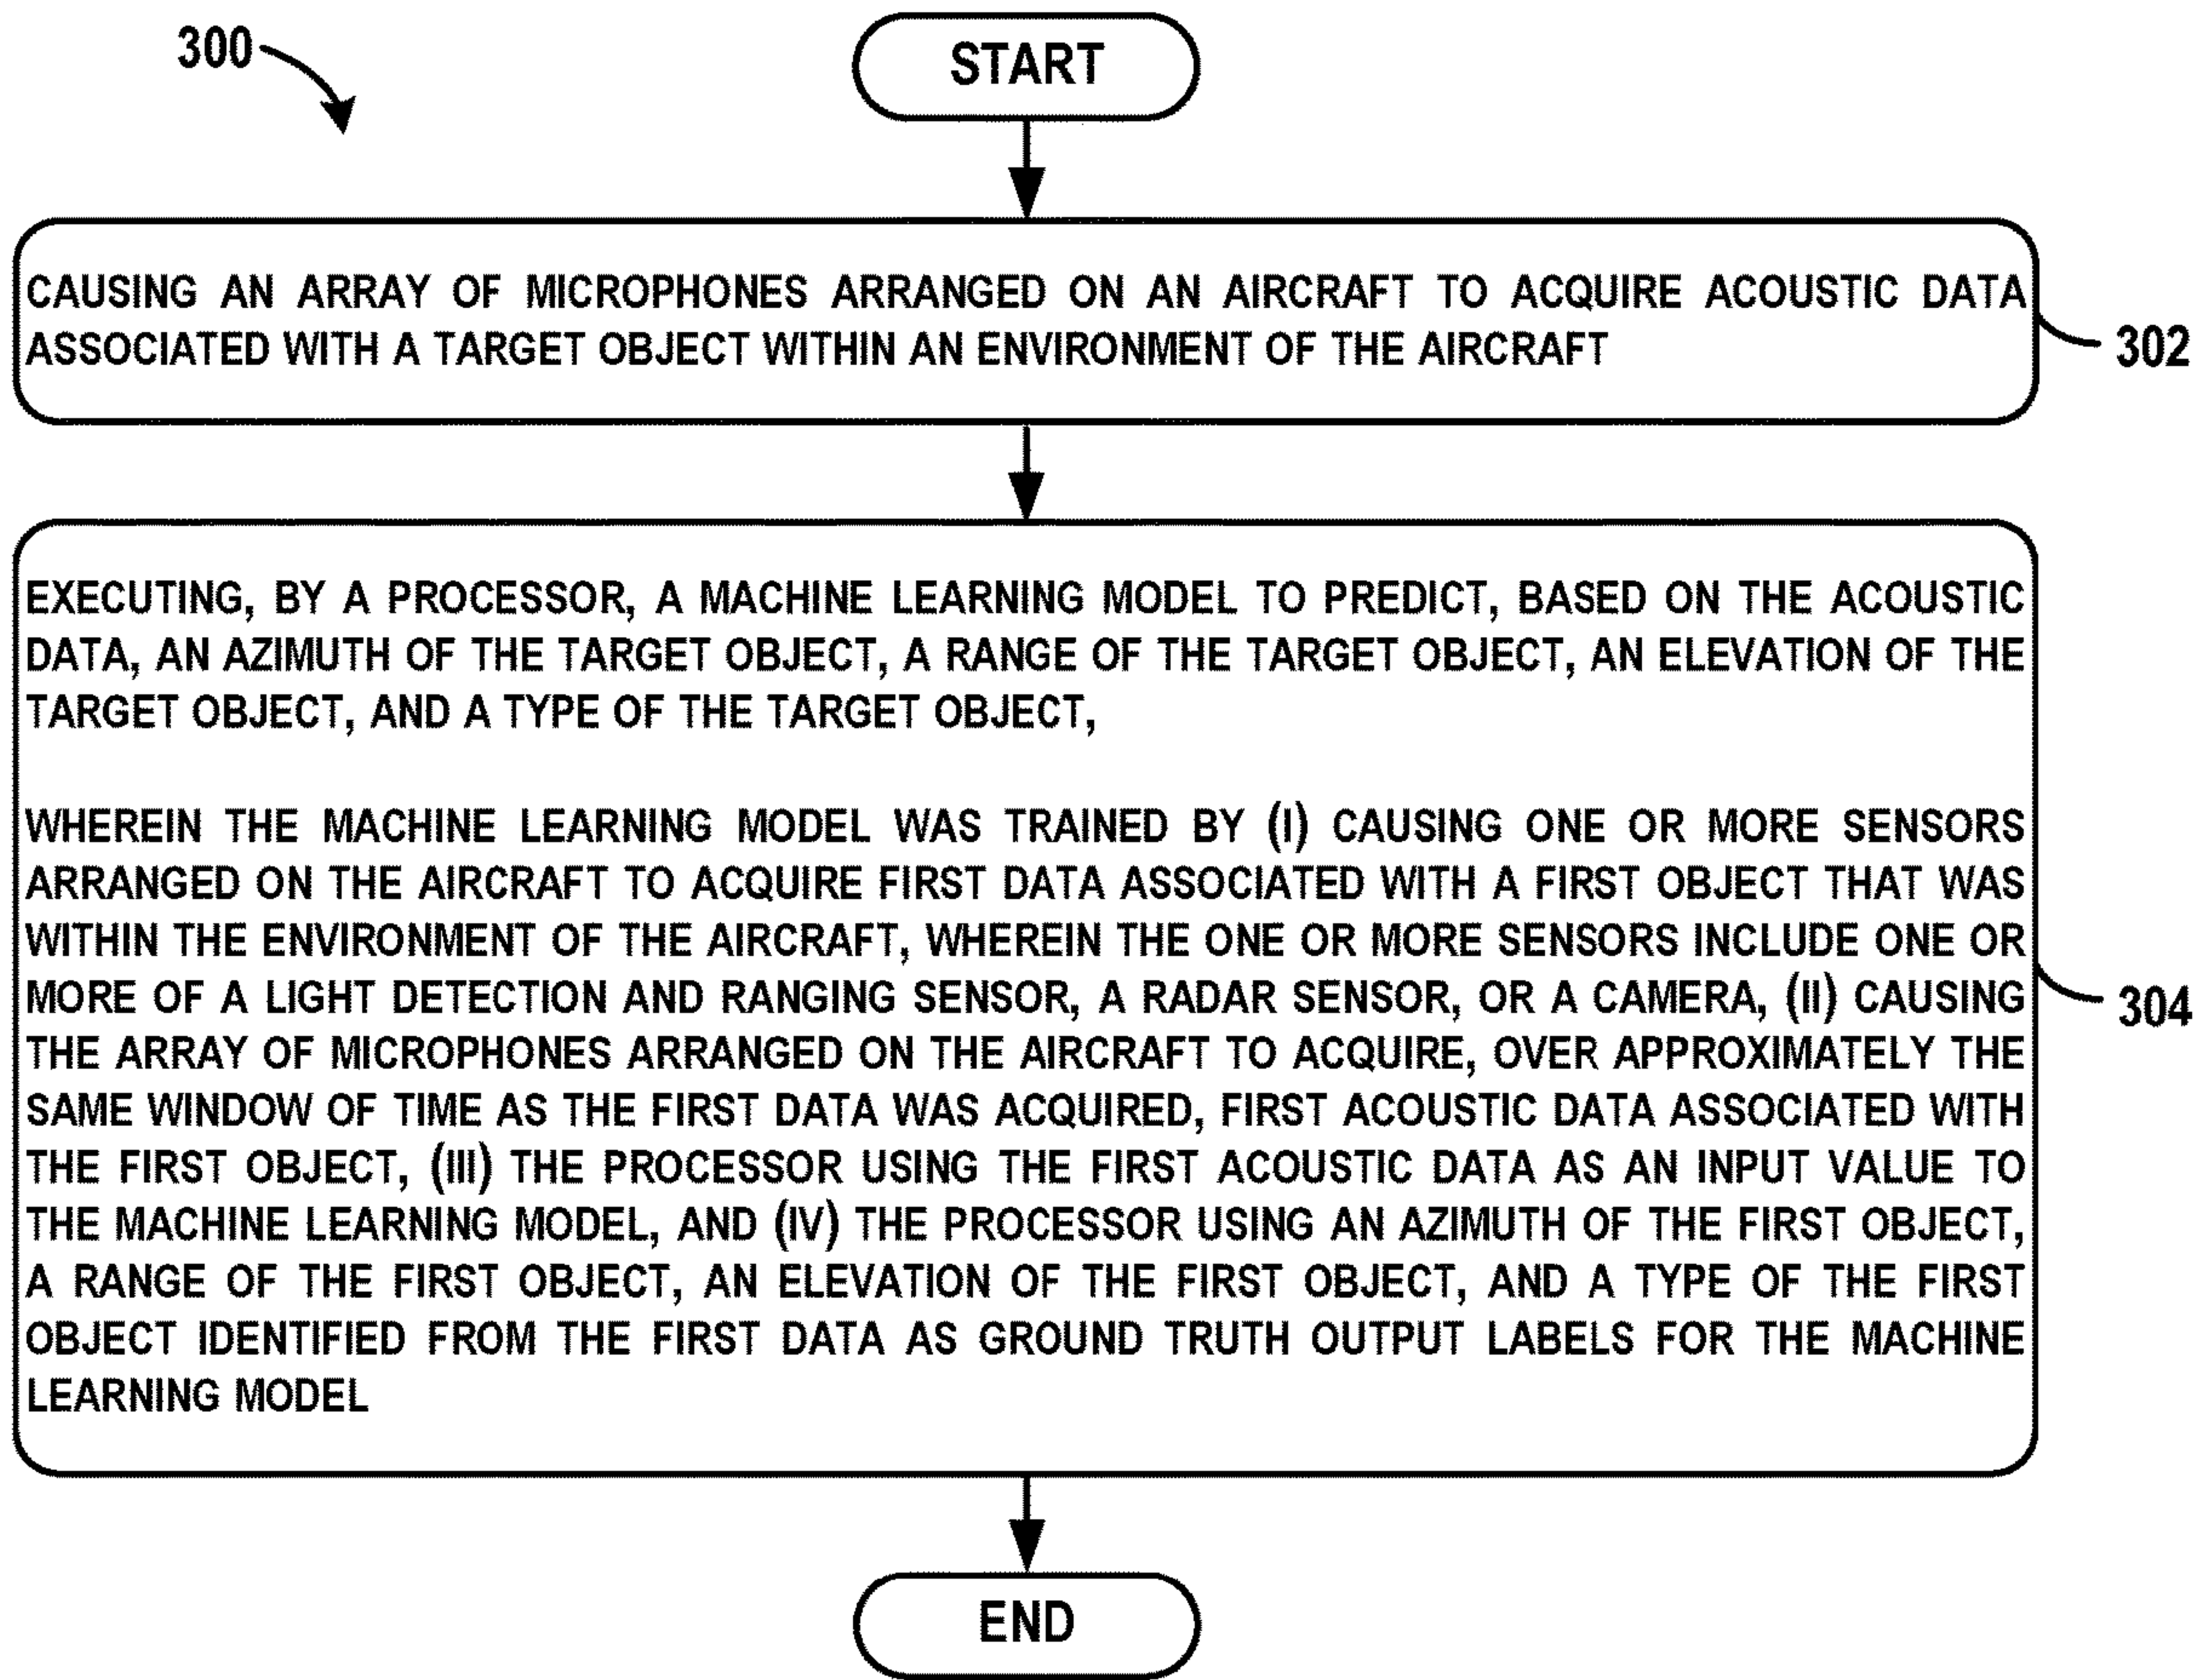 300
START
CAUSING AN ARRAY OF MICROPHONES ARRANGED ON AN AIRCRAFT TO ACQUIRE ACOUSTIC DATA
ASSOCIATED WITH A TARGET OBJECT WITHIN AN ENVIRONMENT OF THE AIRCRAFT
302
EXECUTING, BY A PROCESSOR, A MACHINE LEARNING MODEL TO PREDICT, BASED ON THE ACOUSTIC
DATA, AN AZIMUTH OF THE TARGET OBJECT, A RANGE OF THE TARGET OBJECT, AN ELEVATION OF THE
TARGET OBJECT, AND A TYPE OF THE TARGET OBJECT,
WHEREIN THE MACHINE LEARNING MODEL WAS TRAINED BY (I) CAUSING ONE OR MORE SENSORS
ARRANGED ON THE AIRCRAFT TO ACQUIRE FIRST DATA ASSOCIATED WITH A FIRST OBJECT THAT WAS
WITHIN THE ENVIRONMENT OF THE AIRCRAFT, WHEREIN THE ONE OR MORE SENSORS INCLUDE ONE OR
MORE OF A LIGHT DETECTION AND RANGING SENSOR, A RADAR SENSOR, OR A CAMERA, (II) CAUSING
THE ARRAY OF MICROPHONES ARRANGED ON THE AIRCRAFT TO ACQUIRE, OVER APPROXIMATELY THE
SAME WINDOW OF TIME AS THE FIRST DATA WAS ACQUIRED, FIRST ACOUSTIC DATA ASSOCIATED WITH
THE FIRST OBJECT, (III) THE PROCESSOR USING THE FIRST ACOUSTIC DATA AS AN INPUT VALUE TO
THE MACHINE LEARNING MODEL, AND (IV) THE PROCESSOR USING AN AZIMUTH OF THE FIRST OBJECT,
A RANGE OF THE FIRST OBJECT, AN ELEVATION OF THE FIRST OBJECT, AND A TYPE OF THE FIRST
OBJECT IDENTIFIED FROM THE FIRST DATA AS GROUND TRUTH OUTPUT LABELS FOR THE MACHINE
LEARNING MODEL
304
END